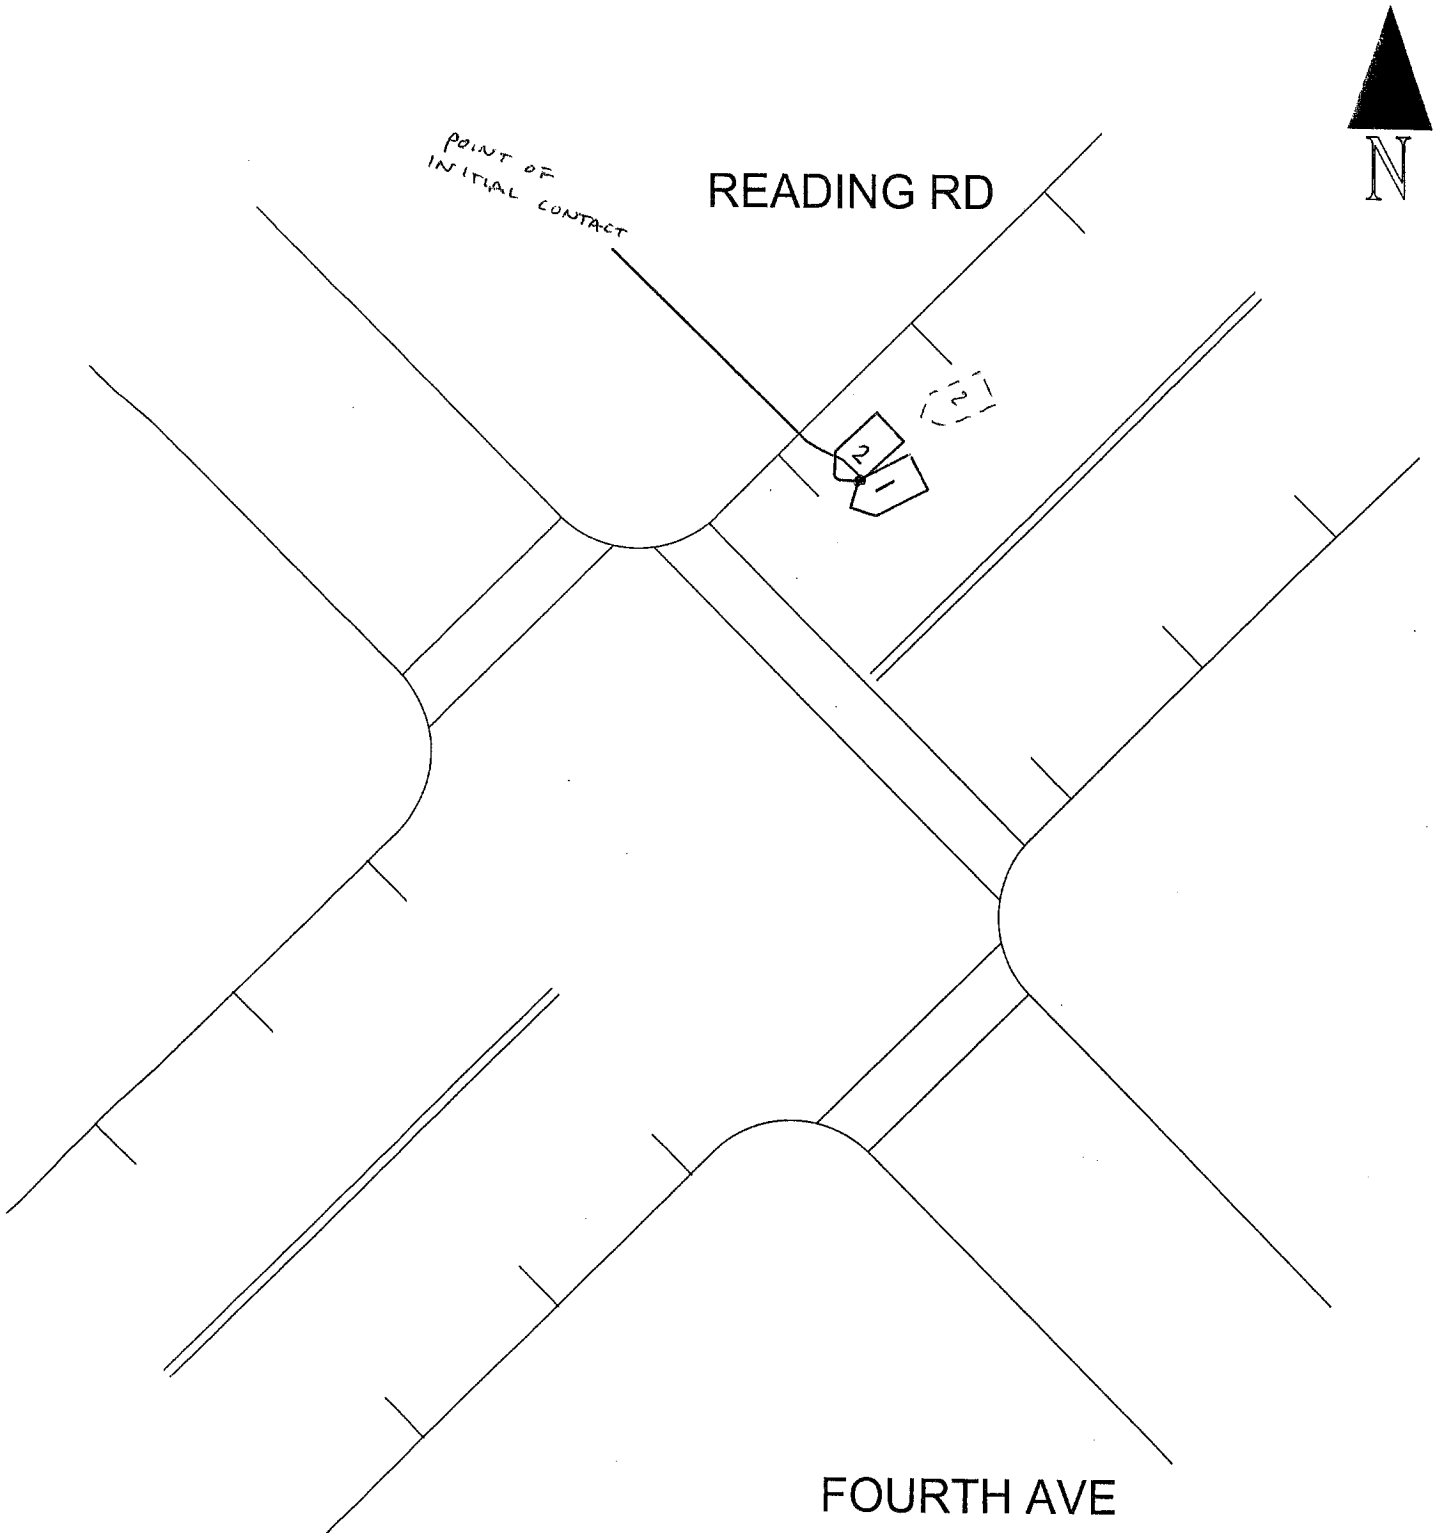 N
POINT OF
INITIAL CONTACT
READING RD
2
2
1
FOURTH AVE